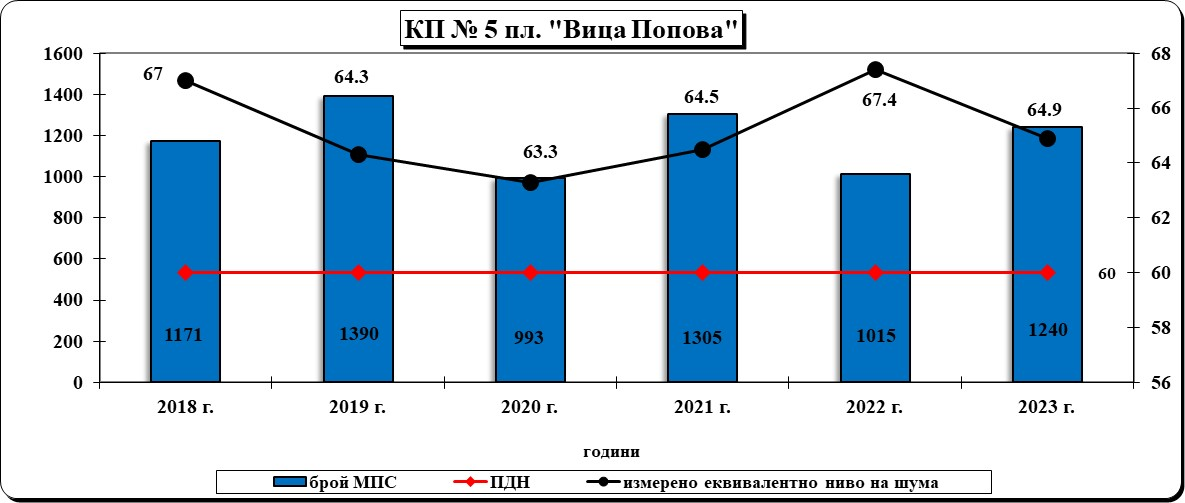 КП № 5 пл. "Вица Попова"
1600
1400
1200
1000
800
600
400
200
0
68
66
64
62
60
58
56
67
64.3
63.3
64.5
67.4
64.9
60
1171
1390
993
1305
1015
1240
2018 г.
2019 г.
2020 г.
2021 г.
2022 г.
2023 г.
години
брой МПС
ПДН
измерено еквивалентно ниво на шума